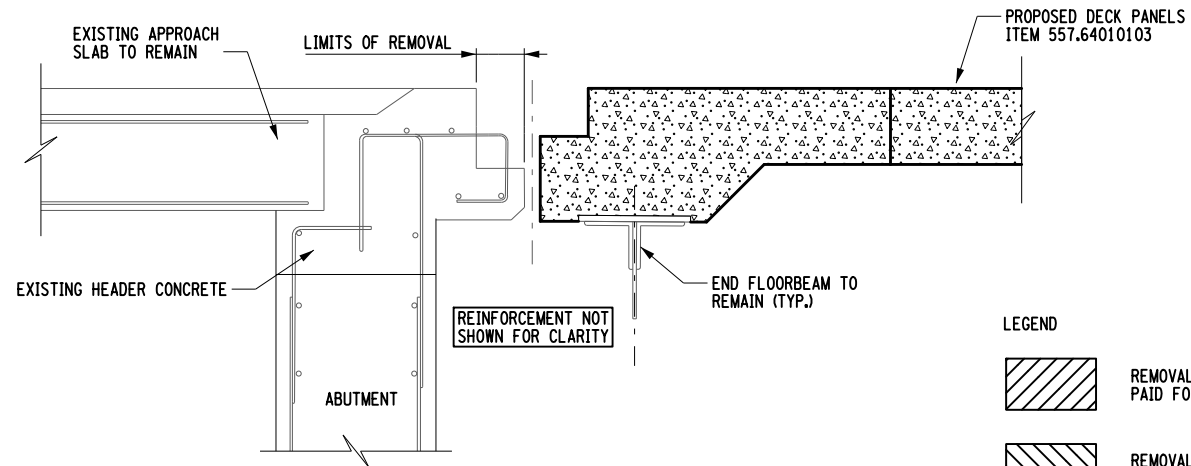 EXISTING APPROACH
SLAB TO REMAIN
LIMITS OF REMOVAL
PROPOSED DECK PANELS
ITEM 557.64010103
EXISTING HEADER CONCRETE
REINFORCEMENT NOT
SHOWN FOR CLARITY
END FLOORBEAM TO
REMAIN (TYP.)
ABUTMENT
LEGEND
REMOVAL
PAID FO
REMOVAL